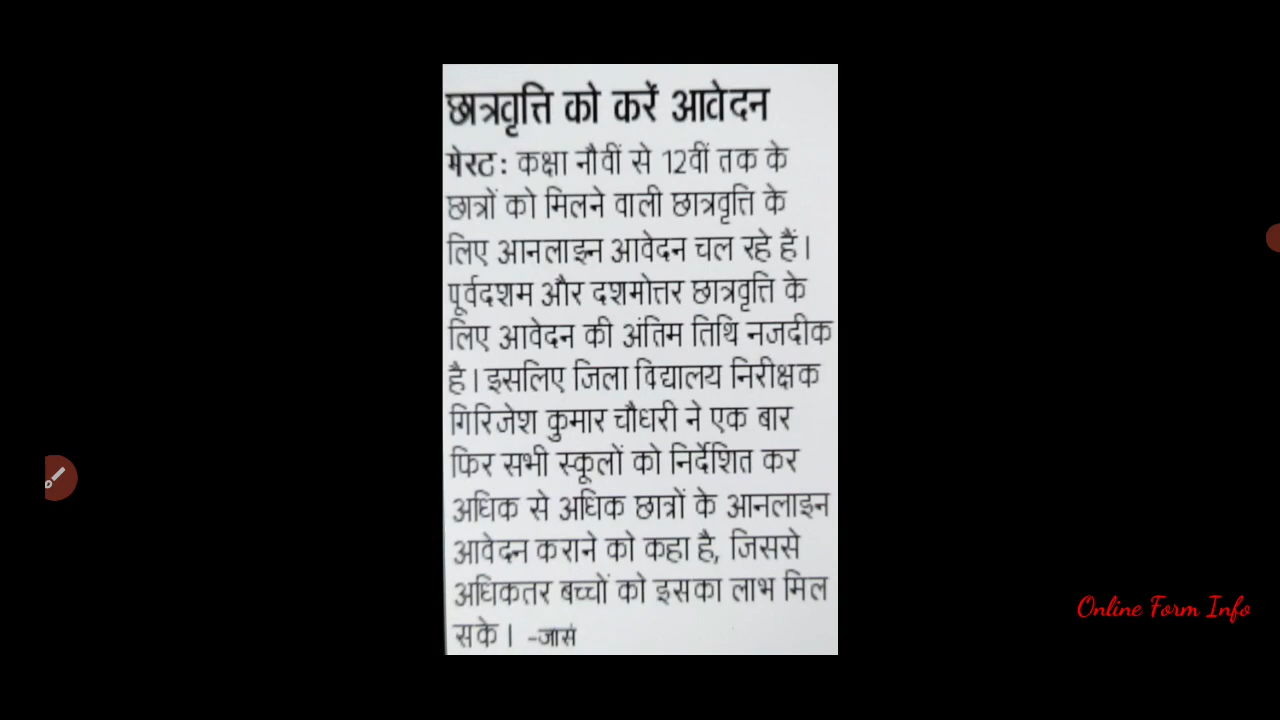 छात्रवृत्ति को करें आवेदन
मेरठ: कक्षा नौवीं से 12वीं तक के
छात्रों को मिलने वाली छात्रवृत्ति के
लिए आनलाइन आवेदन चल रहे हैं।
पूर्वदशम और दशमोत्तर छात्रवृत्ति के
लिए आवेदन की अंतिम तिथि नजदीक
है। इसलिए जिला विद्यालय निरीक्षक
गिरिजेश कुमार चौधरी ने एक बार
फिर सभी स्कूलों को निर्देशित कर
अधिक से अधिक छात्रों के आनलाइन
आवेदन कराने को कहा है, जिससे
अधिकतर बच्चों को इसका लाभ मिल
सके। -जासं
Online Form Info